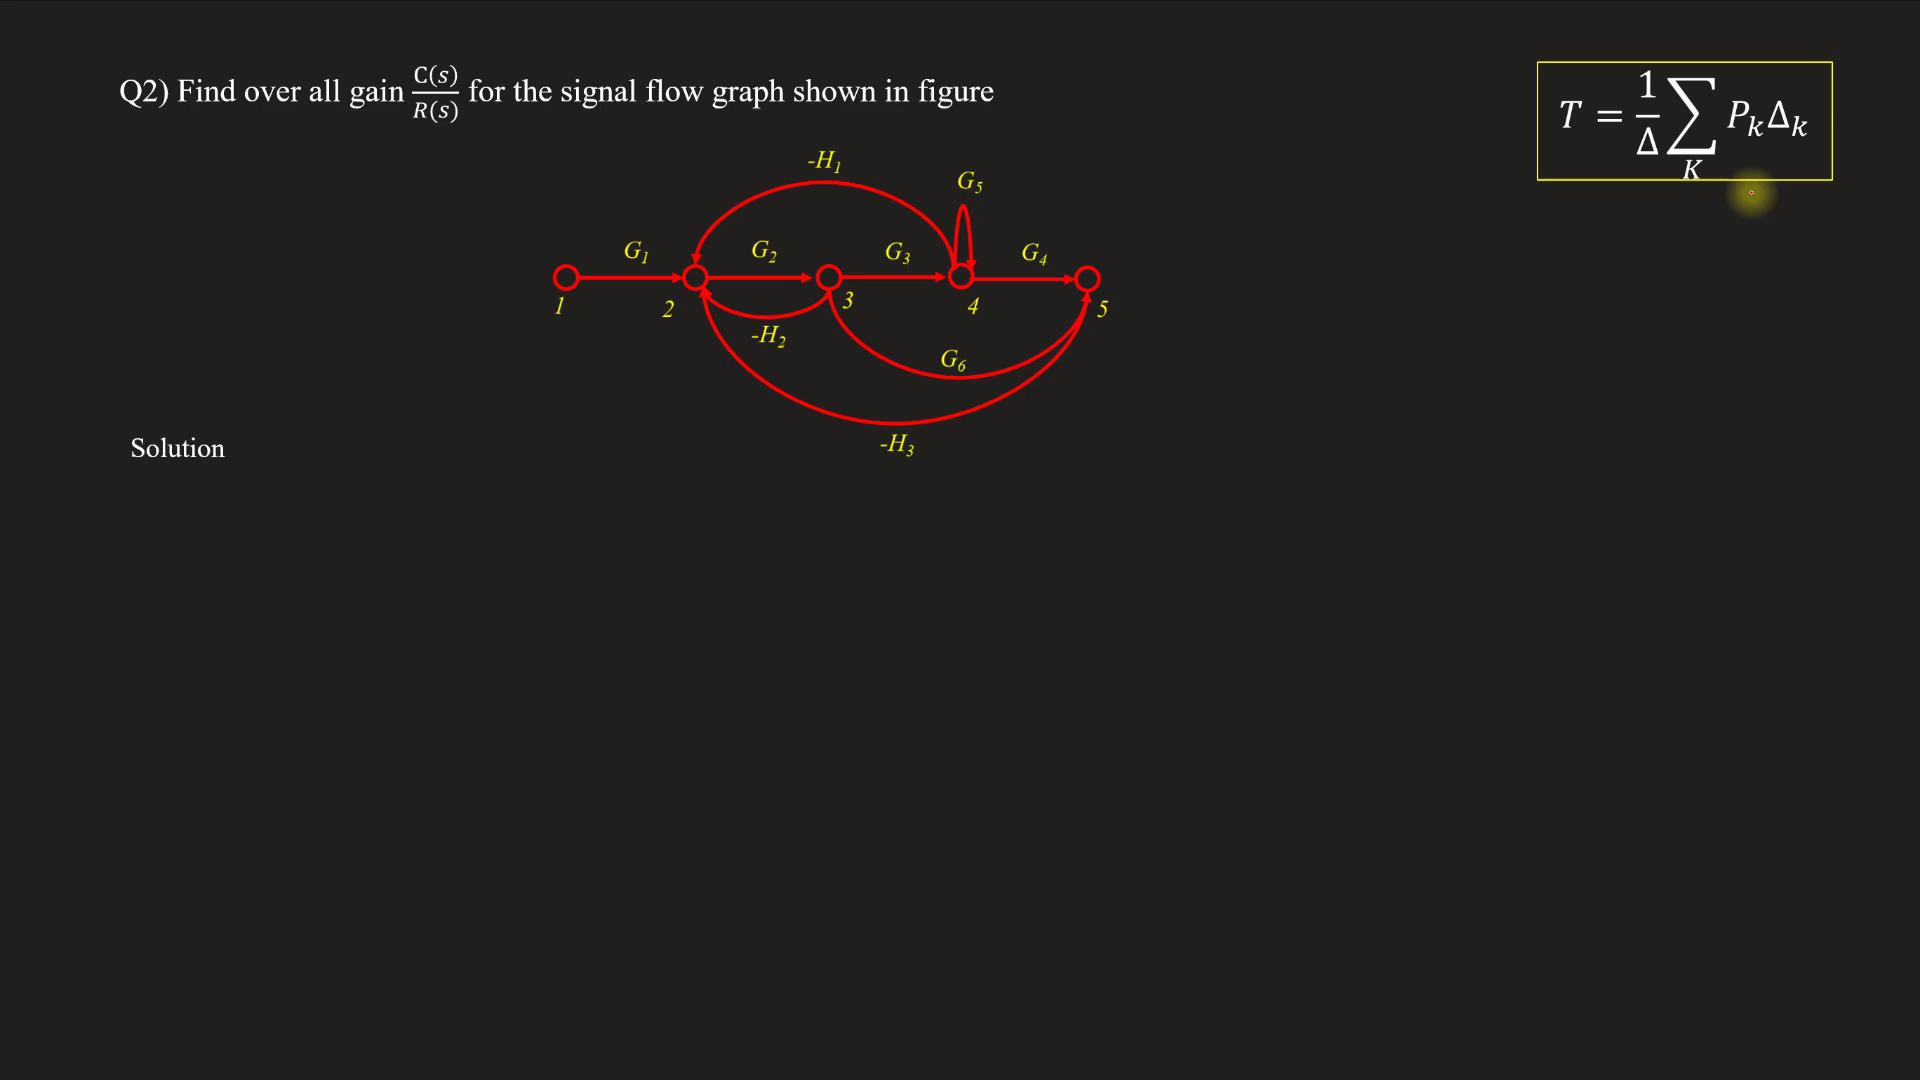 Q2) Find over all gain C(s)/R(s) for the signal flow graph shown in figure
T = 1/Δ ∑_K P_k Δ_k
-H₁
G₅
G₁ G₂ G₃ G₄
1 2 3 4 5
-H₂
G₆
-H₃
Solution